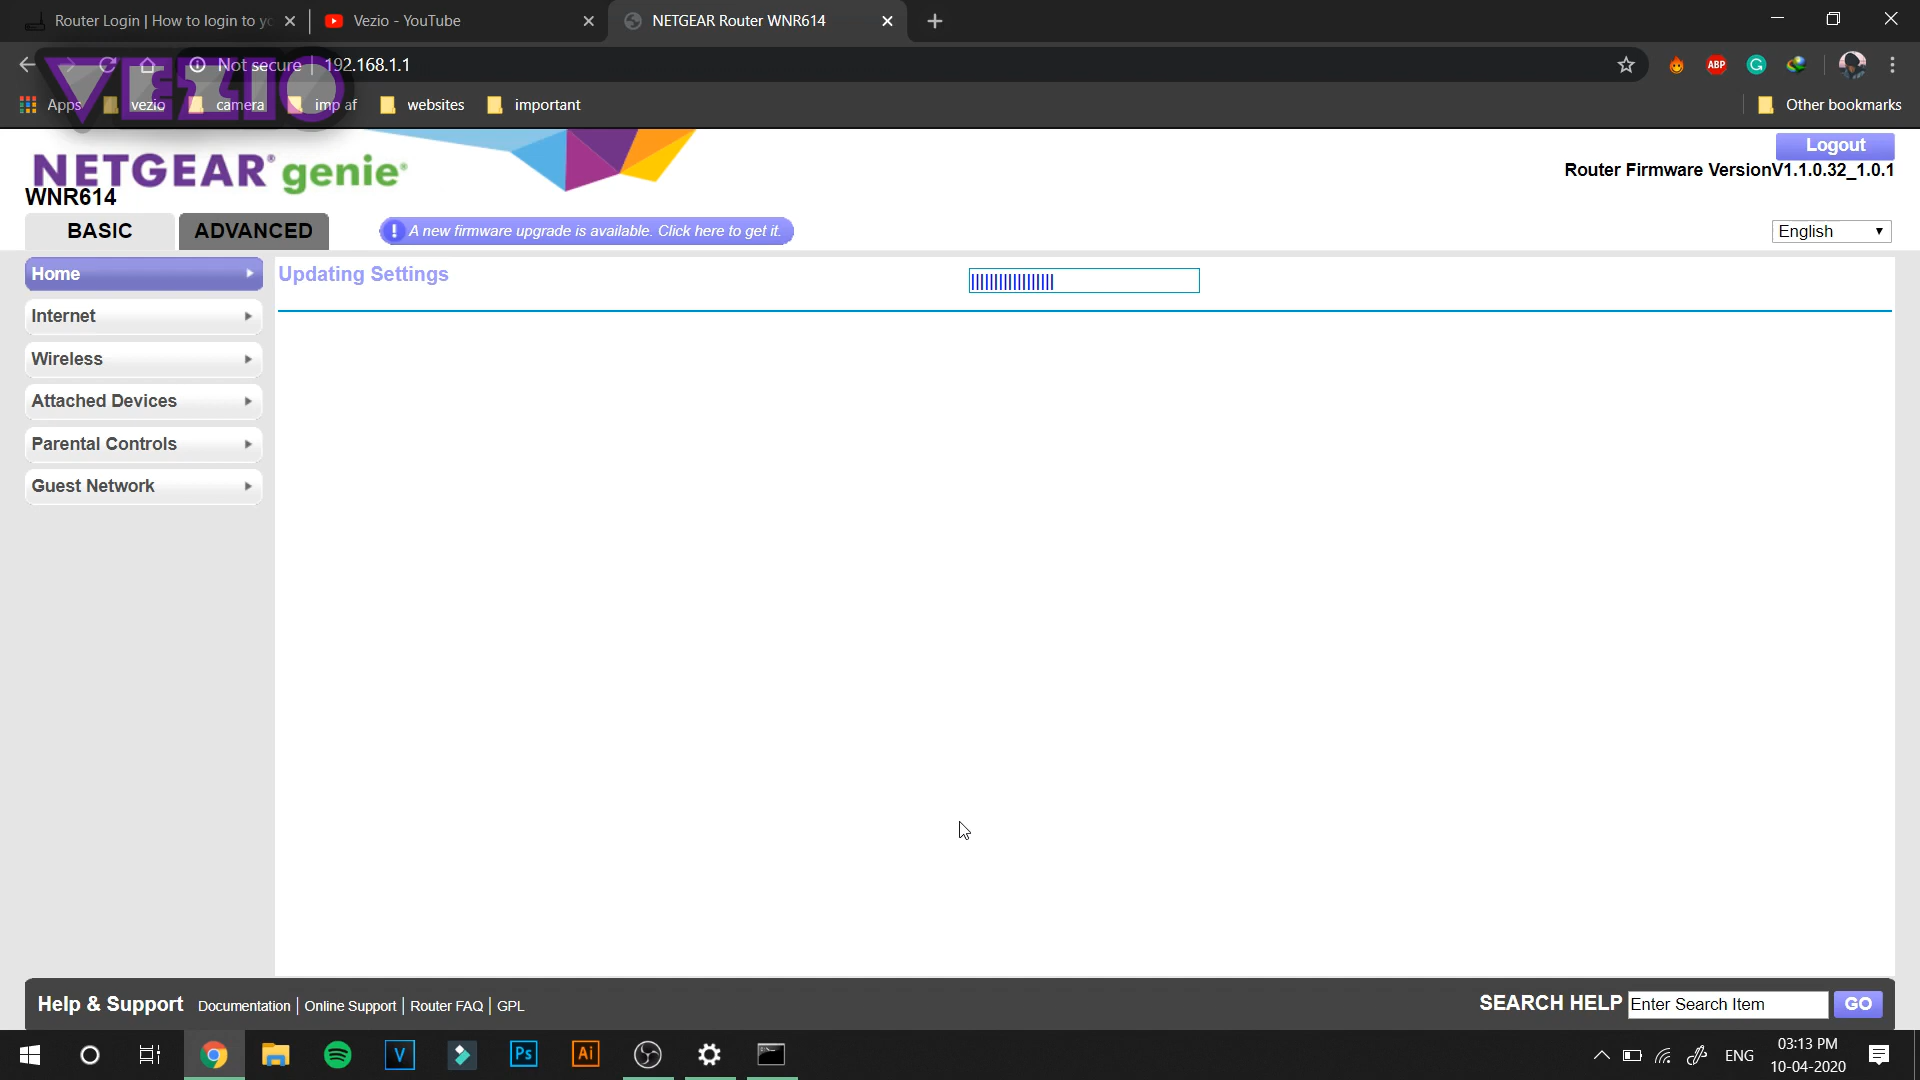 Router Login | How to login to yo
Vezio - YouTube
NETGEAR Router WNR614
Not secure | 192.168.1.1
ABP
VEZIO
Apps
vezio
camera
imp af
websites
important
Other bookmarks
NETGEAR® genie®
WNR614
Logout
Router Firmware VersionV1.1.0.32_1.0.1
BASIC
ADVANCED
! A new firmware upgrade is available. Click here to get it.
English
Home
Updating Settings
Internet
Wireless
Attached Devices
Parental Controls
Guest Network
Help & Support
Documentation | Online Support | Router FAQ | GPL
SEARCH HELP
Enter Search Item
GO
V
Ps
Ai
ENG
03:13 PM
10-04-2020